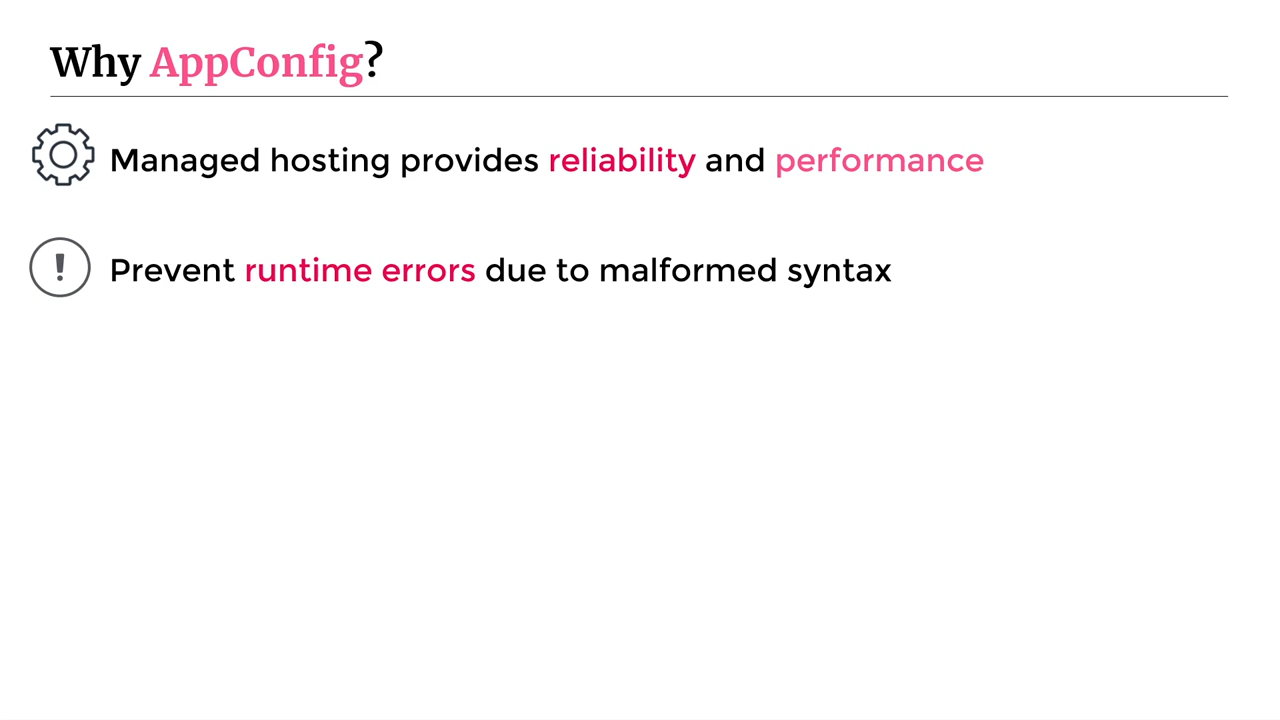 Why AppConfig?
Managed hosting provides reliability and performance
Prevent runtime errors due to malformed syntax